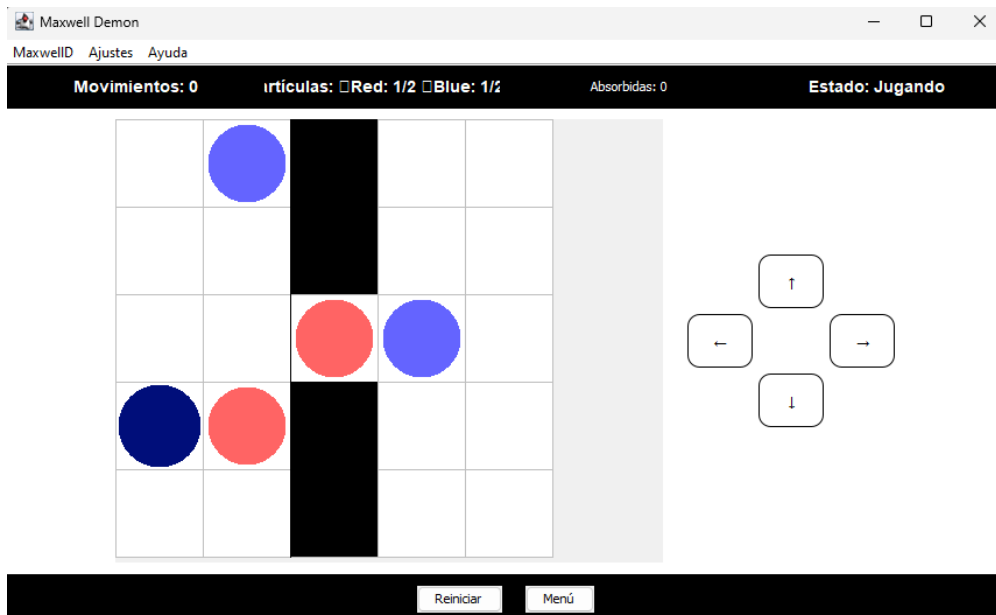 Maxwell Demon
MaxwellD Ajustes Ayuda
Movimientos: 0
Red: 1/2 Blue: 1/2
Absorbidas: 0
Estado: Jugando
↑
← →
↓
Reiniciar Menú